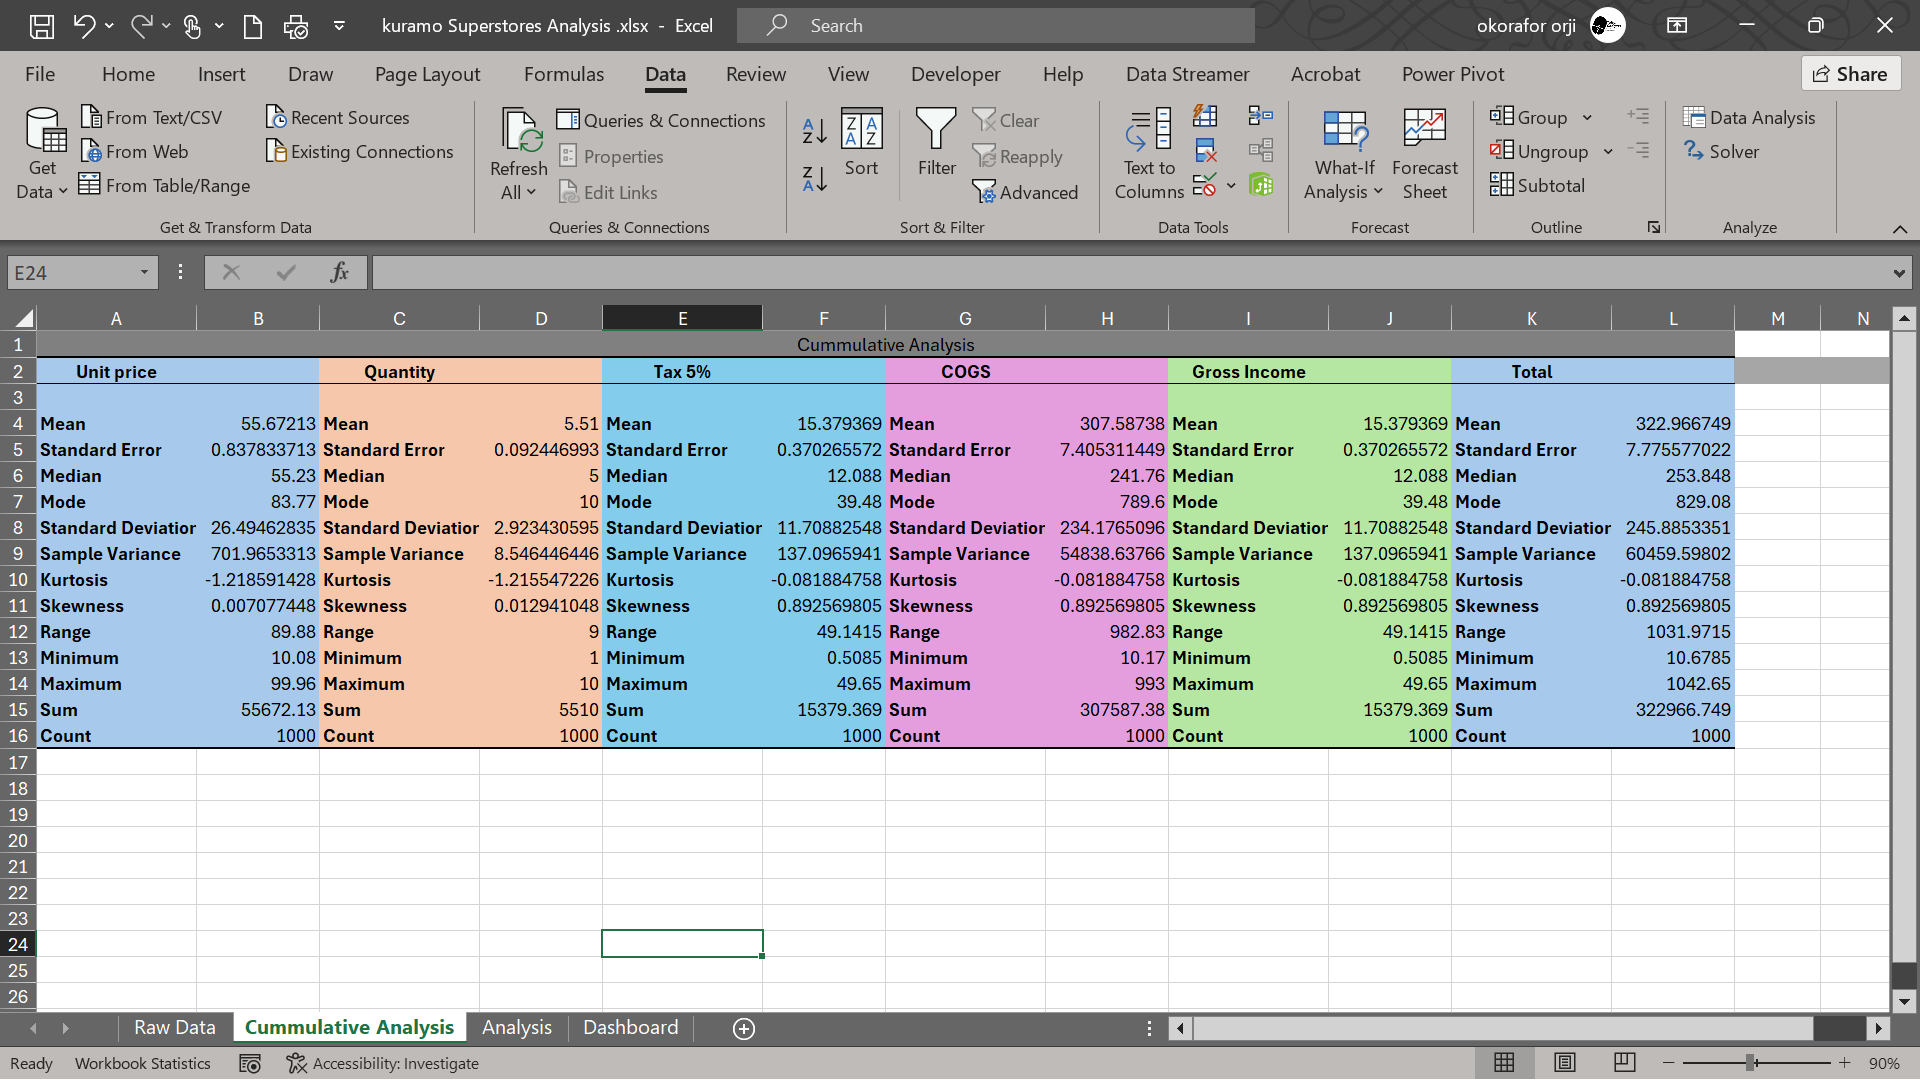 kuramo Superstores Analysis .xlsx - Excel
Search
okorafor orji
File Home Insert Draw Page Layout Formulas Data Review View Developer Help Data Streamer Acrobat Power Pivot Share
Get Data
From Text/CSV
From Web
From Table/Range
Recent Sources
Existing Connections
Get & Transform Data
Refresh All
Queries & Connections
Properties
Edit Links
Queries & Connections
Sort
Filter
Clear
Reapply
Advanced
Sort & Filter
Text to Columns
Data Tools
What-If Analysis
Forecast Sheet
Forecast
Group
Ungroup
Subtotal
Outline
Data Analysis
Solver
Analyze
E24 fx
A B C D E F G H I J K L M N
1 Cummulative Analysis
2 Unit price Quantity Tax 5% COGS Gross Income Total
3
4 Mean 55.67213 Mean 5.51 Mean 15.379369 Mean 307.58738 Mean 15.379369 Mean 322.966749
5 Standard Error 0.837833713 Standard Error 0.092446993 Standard Error 0.370265572 Standard Error 7.405311449 Standard Error 0.370265572 Standard Error 7.775577022
6 Median 55.23 Median 5 Median 12.088 Median 241.76 Median 12.088 Median 253.848
7 Mode 83.77 Mode 10 Mode 39.48 Mode 789.6 Mode 39.48 Mode 829.08
8 Standard Deviation 26.49462835 Standard Deviation 2.923430595 Standard Deviation 11.70882548 Standard Deviation 234.1765096 Standard Deviation 11.70882548 Standard Deviation 245.8853351
9 Sample Variance 701.9653313 Sample Variance 8.546446446 Sample Variance 137.0965941 Sample Variance 54838.63766 Sample Variance 137.0965941 Sample Variance 60459.59802
10 Kurtosis -1.218591428 Kurtosis -1.215547226 Kurtosis -0.081884758 Kurtosis -0.081884758 Kurtosis -0.081884758 Kurtosis -0.081884758
11 Skewness 0.007077448 Skewness 0.012941048 Skewness 0.892569805 Skewness 0.892569805 Skewness 0.892569805 Skewness 0.892569805
12 Range 89.88 Range 9 Range 49.1415 Range 982.83 Range 49.1415 Range 1031.9715
13 Minimum 10.08 Minimum 1 Minimum 0.5085 Minimum 10.17 Minimum 0.5085 Minimum 10.6785
14 Maximum 99.96 Maximum 10 Maximum 49.65 Maximum 993 Maximum 49.65 Maximum 1042.65
15 Sum 55672.13 Sum 5510 Sum 15379.369 Sum 307587.38 Sum 15379.369 Sum 322966.749
16 Count 1000 Count 1000 Count 1000 Count 1000 Count 1000 Count 1000
17
18
19
20
21
22
23
24
25
26
Raw Data Cummulative Analysis Analysis Dashboard
Ready Workbook Statistics Accessibility: Investigate 90%